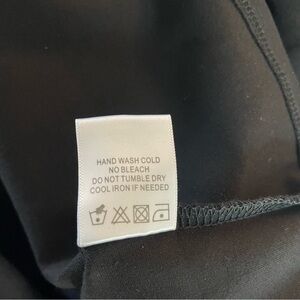 HAND WASH COLD
NO BLEACH
DO NOT TUMBLE DRY
COOL IRON IF NEEDED